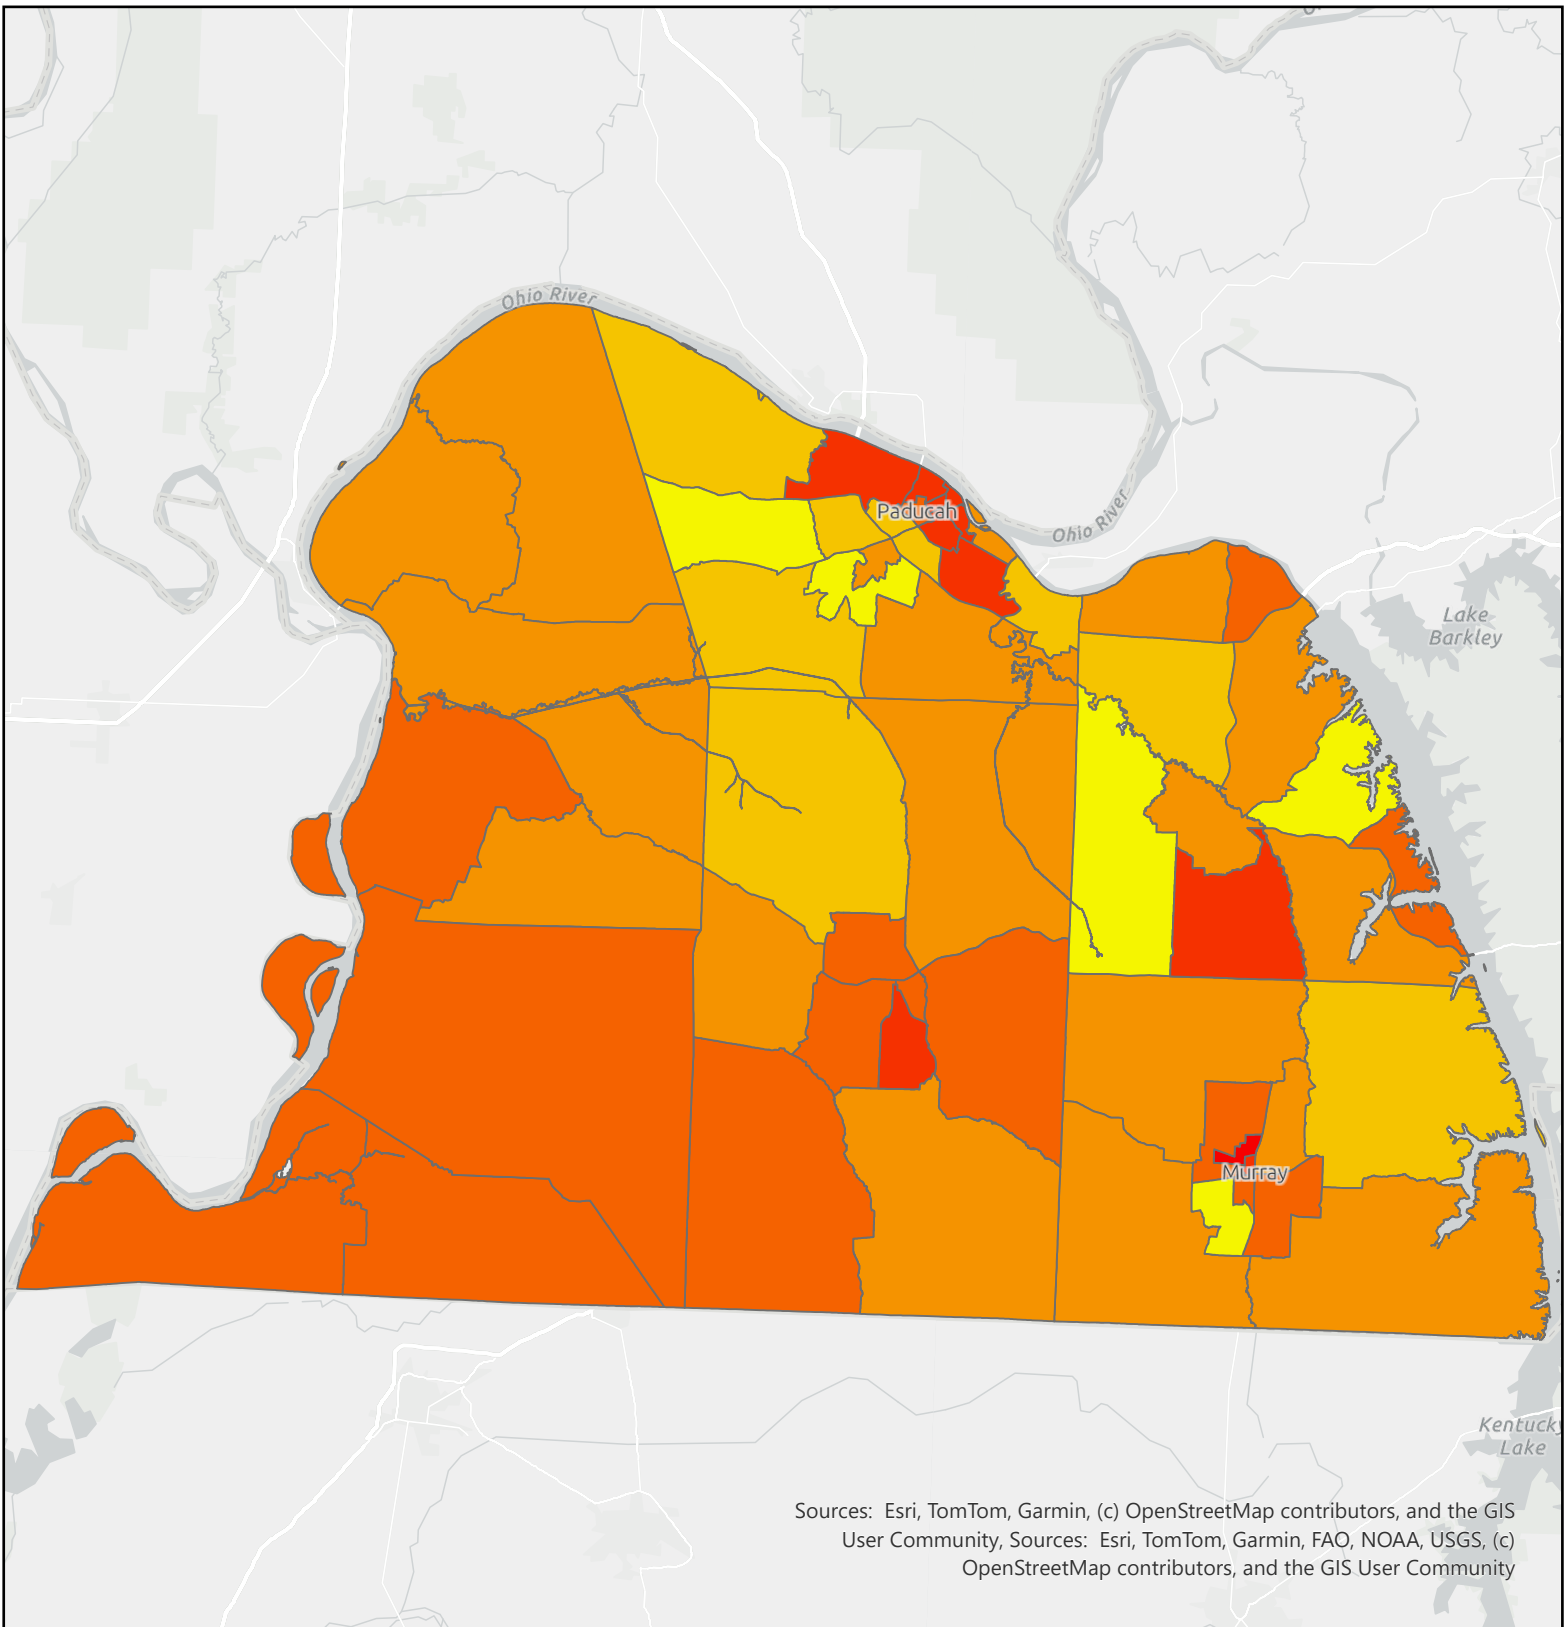 Ohio River
Paducah
Ohio River
Lake
Barkley
Murray
Kentucky
Lake
Sources: Esri, TomTom, Garmin, (c) OpenStreetMap contributors, and the GIS
User Community, Sources: Esri, TomTom, Garmin, FAO, NOAA, USGS, (c)
OpenStreetMap contributors, and the GIS User Community